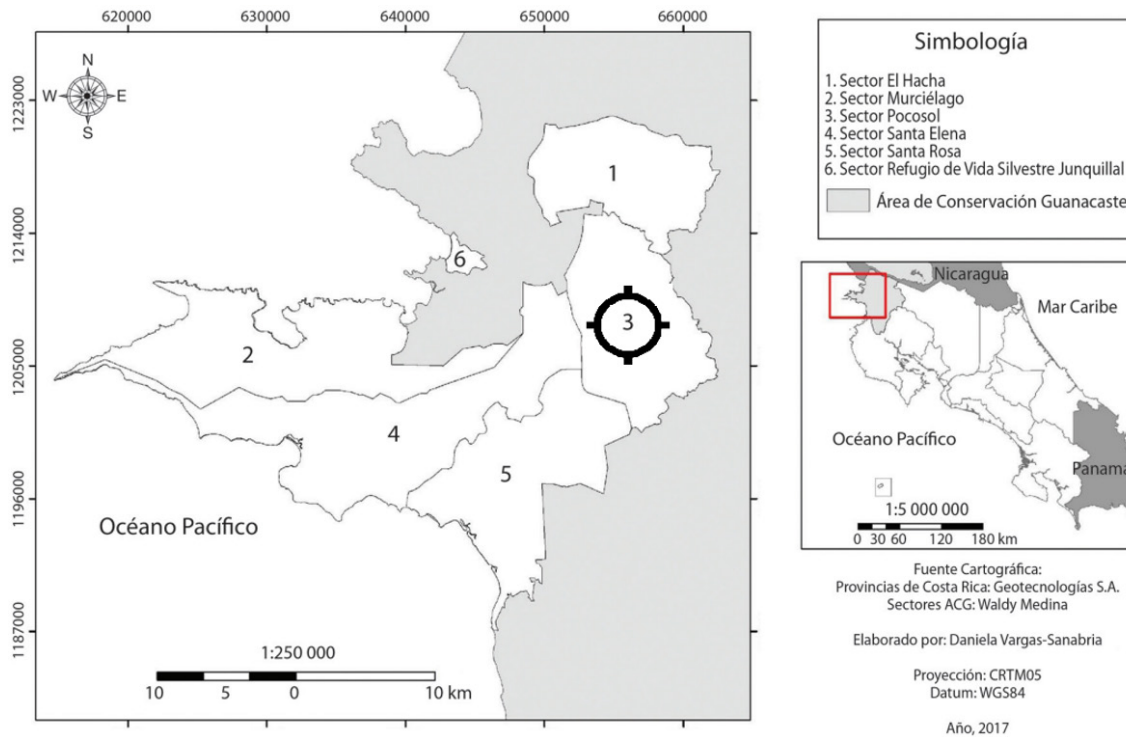 620000 630000 640000 650000 660000
1223000
1214000
1205000
1196000
1187000
N
W E
S
1
2
3
4
5
6
Océano Pacífico
1:250 000
10 5 0 10 km
Simbología
1. Sector El Hacha
2. Sector Murciélago
3. Sector Pocosol
4. Sector Santa Elena
5. Sector Santa Rosa
6. Sector Refugio de Vida Silvestre Junquillal
Área de Conservación Guanacaste
Nicaragua
Mar Caribe
Océano Pacífico
Panamá
1:5 000 000
0 30 60 120 180 km
Fuente Cartográfica:
Provincias de Costa Rica: Geotecnologías S.A.
Sectores ACG: Waldy Medina
Elaborado por: Daniela Vargas-Sanabria
Proyección: CRTM05
Datum: WGS84
Año, 2017